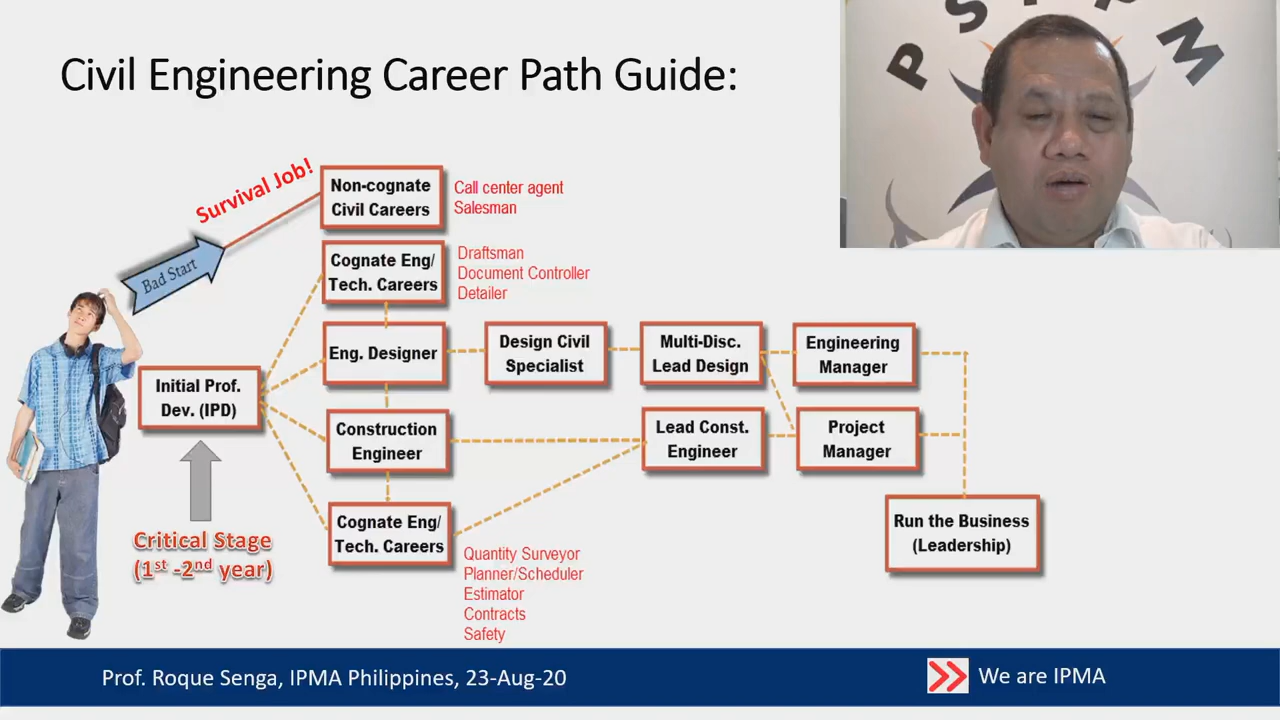 Civil Engineering Career Path Guide:
Survival Job!
Bad Start
Non-cognate
Civil Careers
Call center agent
Salesman
Cognate Eng/
Tech. Careers
Draftsman
Document Controller
Detailer
Initial Prof.
Dev. (IPD)
Eng. Designer
Design Civil
Specialist
Multi-Disc.
Lead Design
Engineering
Manager
Construction
Engineer
Lead Const.
Engineer
Project
Manager
Critical Stage
(1st -2nd year)
Cognate Eng/
Tech. Careers
Quantity Surveyor
Planner/Scheduler
Estimator
Contracts
Safety
Run the Business
(Leadership)
Prof. Roque Senga, IPMA Philippines, 23-Aug-20
We are IPMA